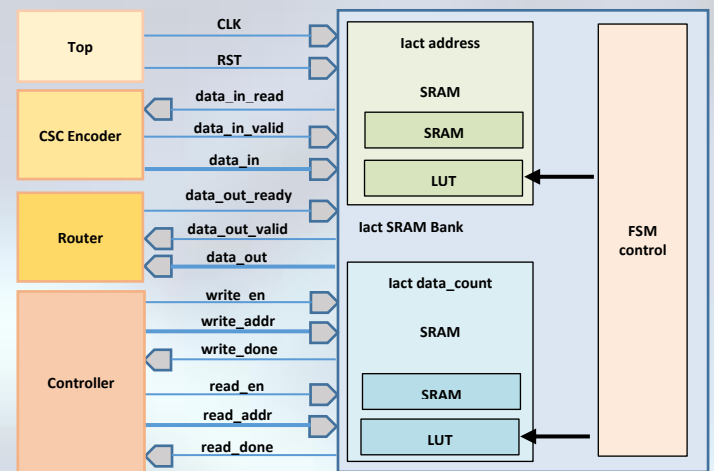 Top
CLK
RST
CSC Encoder
data_in_read
data_in_valid
data_in
Router
data_out_ready
data_out_valid
data_out
Controller
write_en
write_addr
write_done
read_en
read_addr
read_done
Iact address
SRAM
SRAM
LUT
Iact SRAM Bank
Iact data_count
SRAM
SRAM
LUT
FSM
control